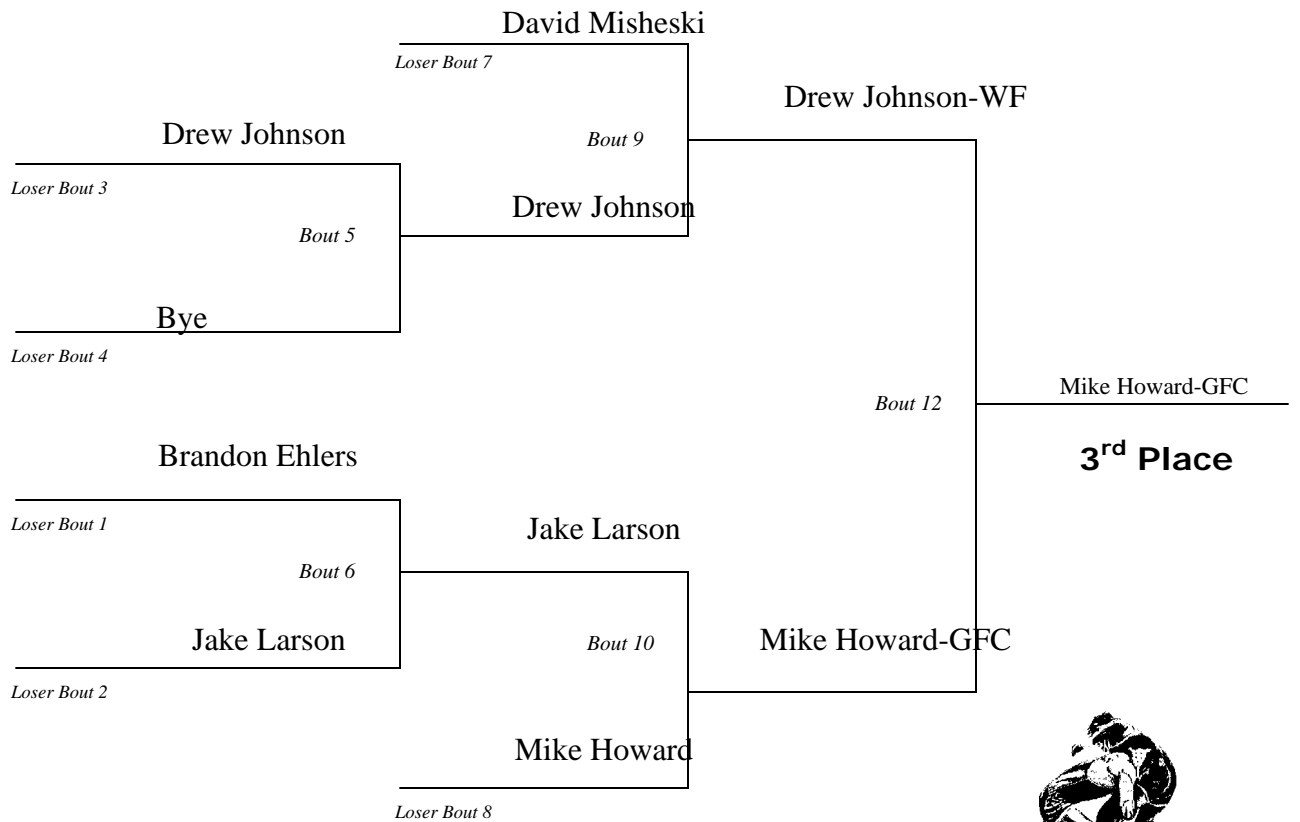 David Misheski
Loser Bout 7
Drew Johnson-WF
Drew Johnson
Bout 9
Loser Bout 3
Drew Johnson
Bout 5
Bye
Loser Bout 4
Mike Howard-GFC
Bout 12
3rd Place
Brandon Ehlers
Loser Bout 1
Jake Larson
Bout 6
Jake Larson
Bout 10
Mike Howard-GFC
Loser Bout 2
Mike Howard
Loser Bout 8